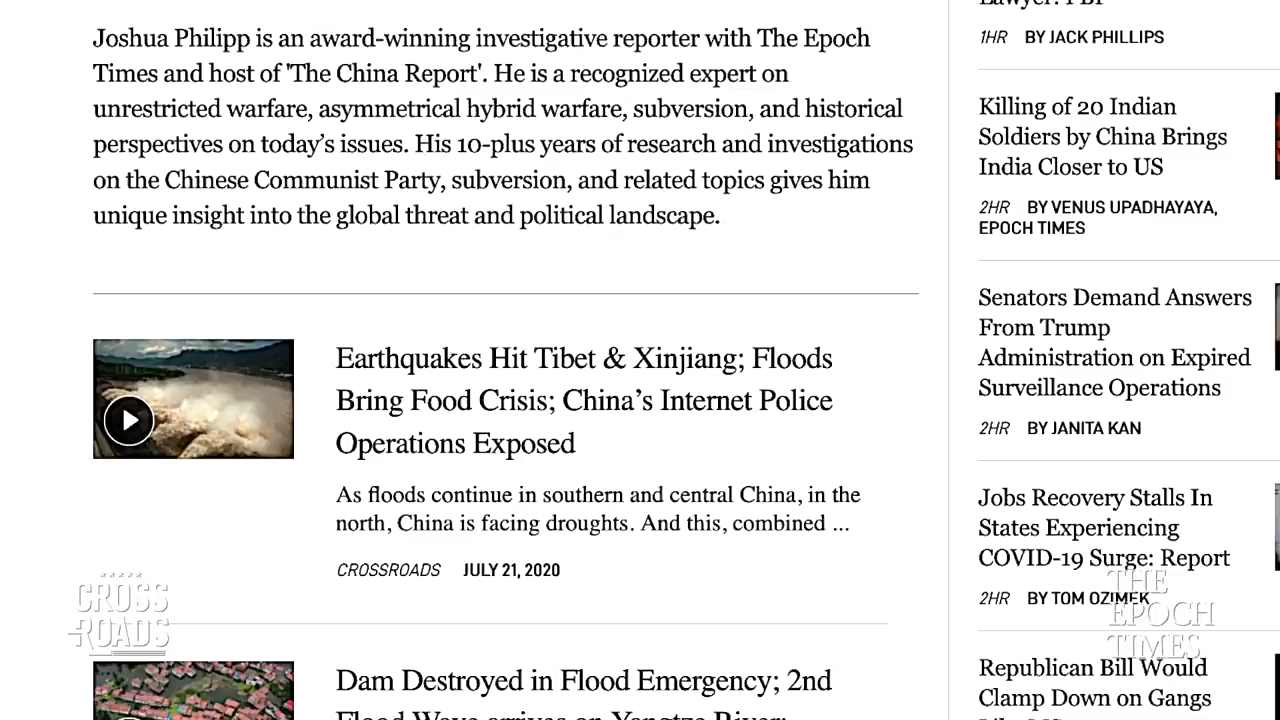 Joshua Philipp is an award-winning investigative reporter with The Epoch
Times and host of 'The China Report'. He is a recognized expert on
unrestricted warfare, asymmetrical hybrid warfare, subversion, and historical
perspectives on today's issues. His 10-plus years of research and investigations
on the Chinese Communist Party, subversion, and related topics gives him
unique insight into the global threat and political landscape.
Earthquakes Hit Tibet & Xinjiang; Floods
Bring Food Crisis; China's Internet Police
Operations Exposed
As floods continue in southern and central China, in the
north, China is facing droughts. And this, combined ...
CROSSROADS JULY 21, 2020
Dam Destroyed in Flood Emergency; 2nd
Flood Wave arrives on Yangtze River;
1HR BY JACK PHILLIPS
Killing of 20 Indian
Soldiers by China Brings
India Closer to US
2HR BY VENUS UPADHAYAYA,
EPOCH TIMES
Senators Demand Answers
From Trump
Administration on Expired
Surveillance Operations
2HR BY JANITA KAN
Jobs Recovery Stalls In
States Experiencing
COVID-19 Surge: Report
2HR BY TOM OZIMEK
Republican Bill Would
Clamp Down on Gangs
CROSS
ROADS
THE
EPOCH
TIMES